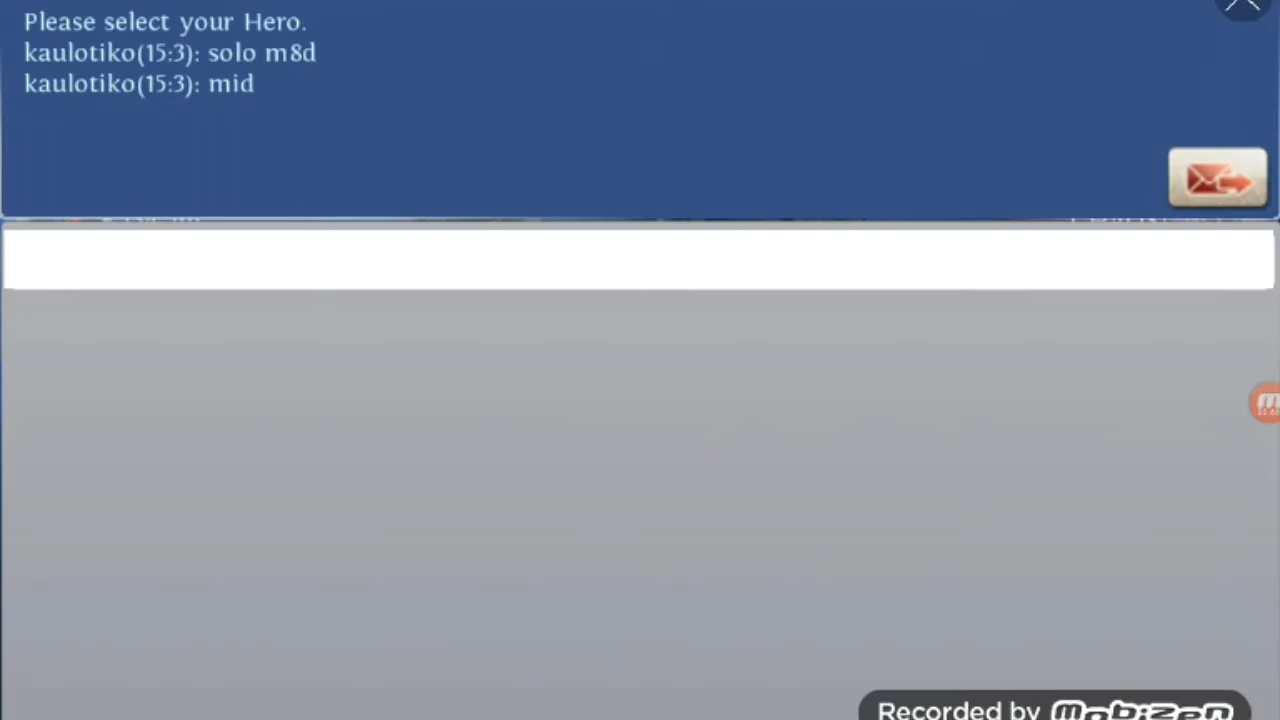 Please select your Hero.
kaulotiko(15:3): solo m8d
kaulotiko(15:3): mid
Recorded by mobizen